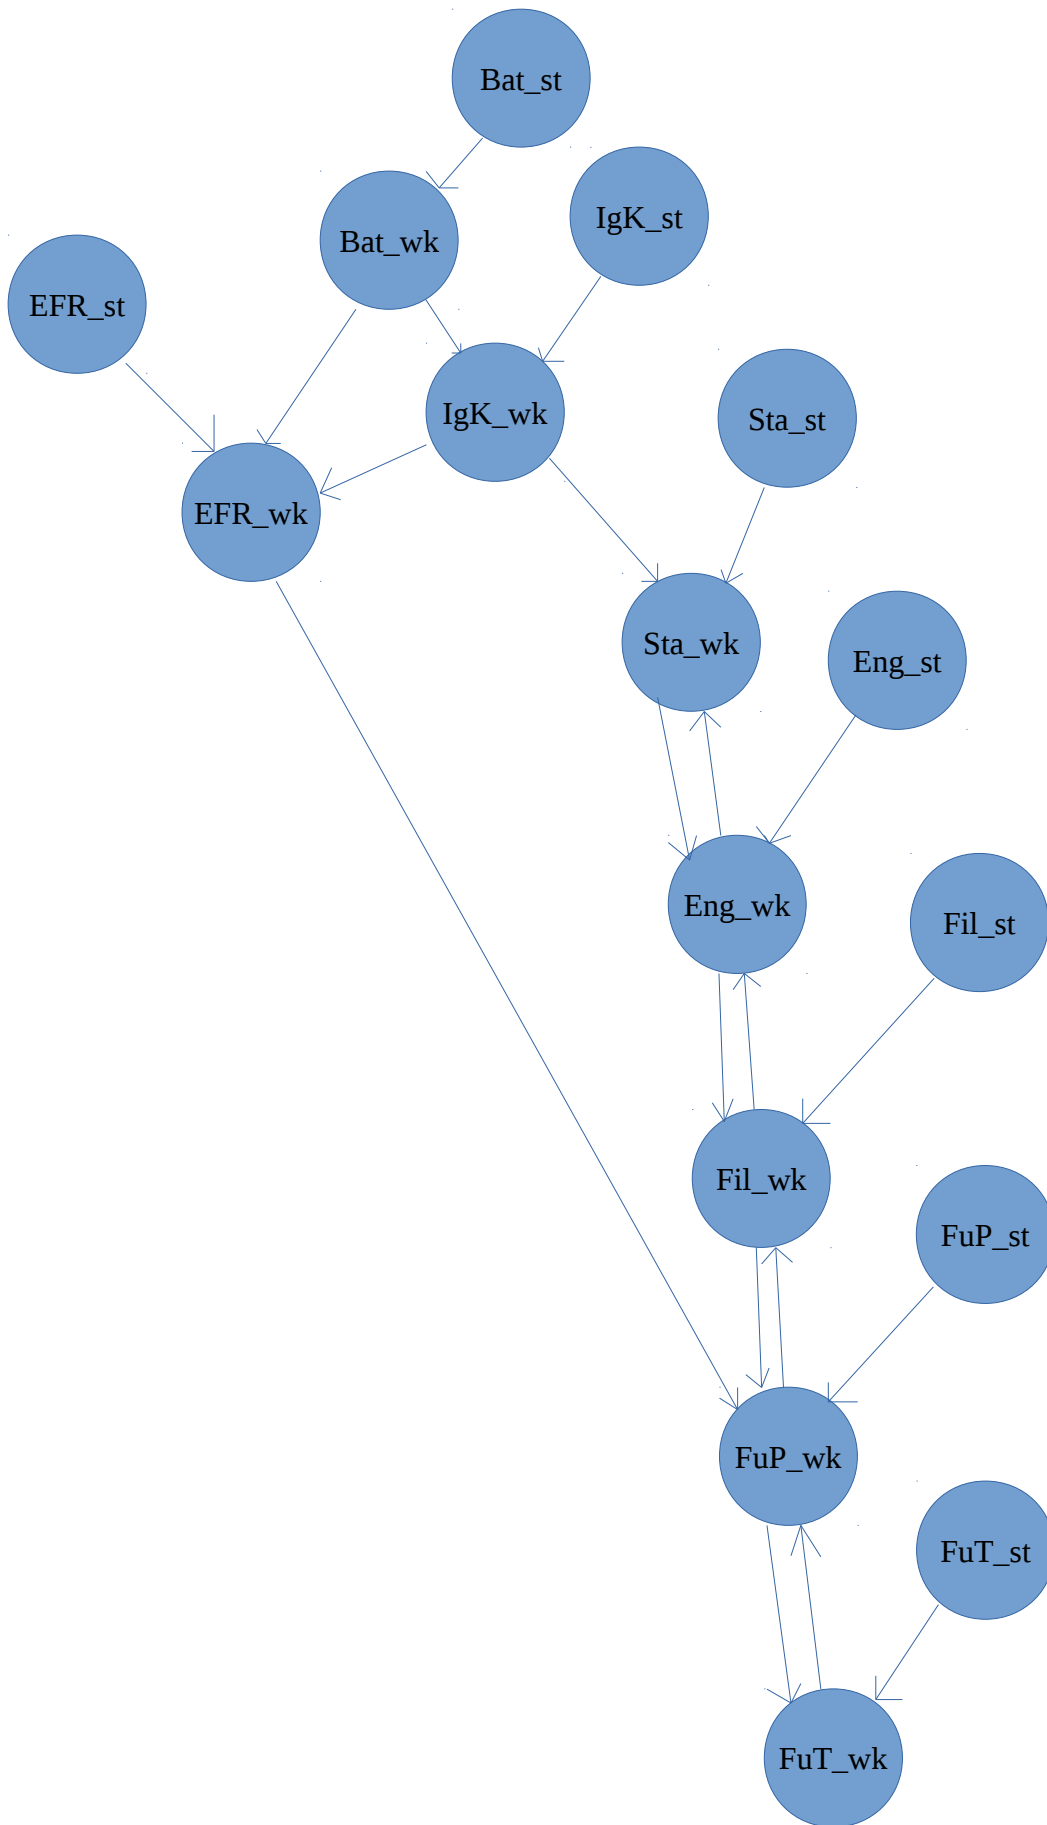 Bat_st
IgK_st
Bat_wk
EFR_st
IgK_wk
Sta_st
EFR_wk
Sta_wk
Eng_st
Eng_wk
Fil_st
Fil_wk
FuP_st
FuP_wk
FuT_st
FuT_wk